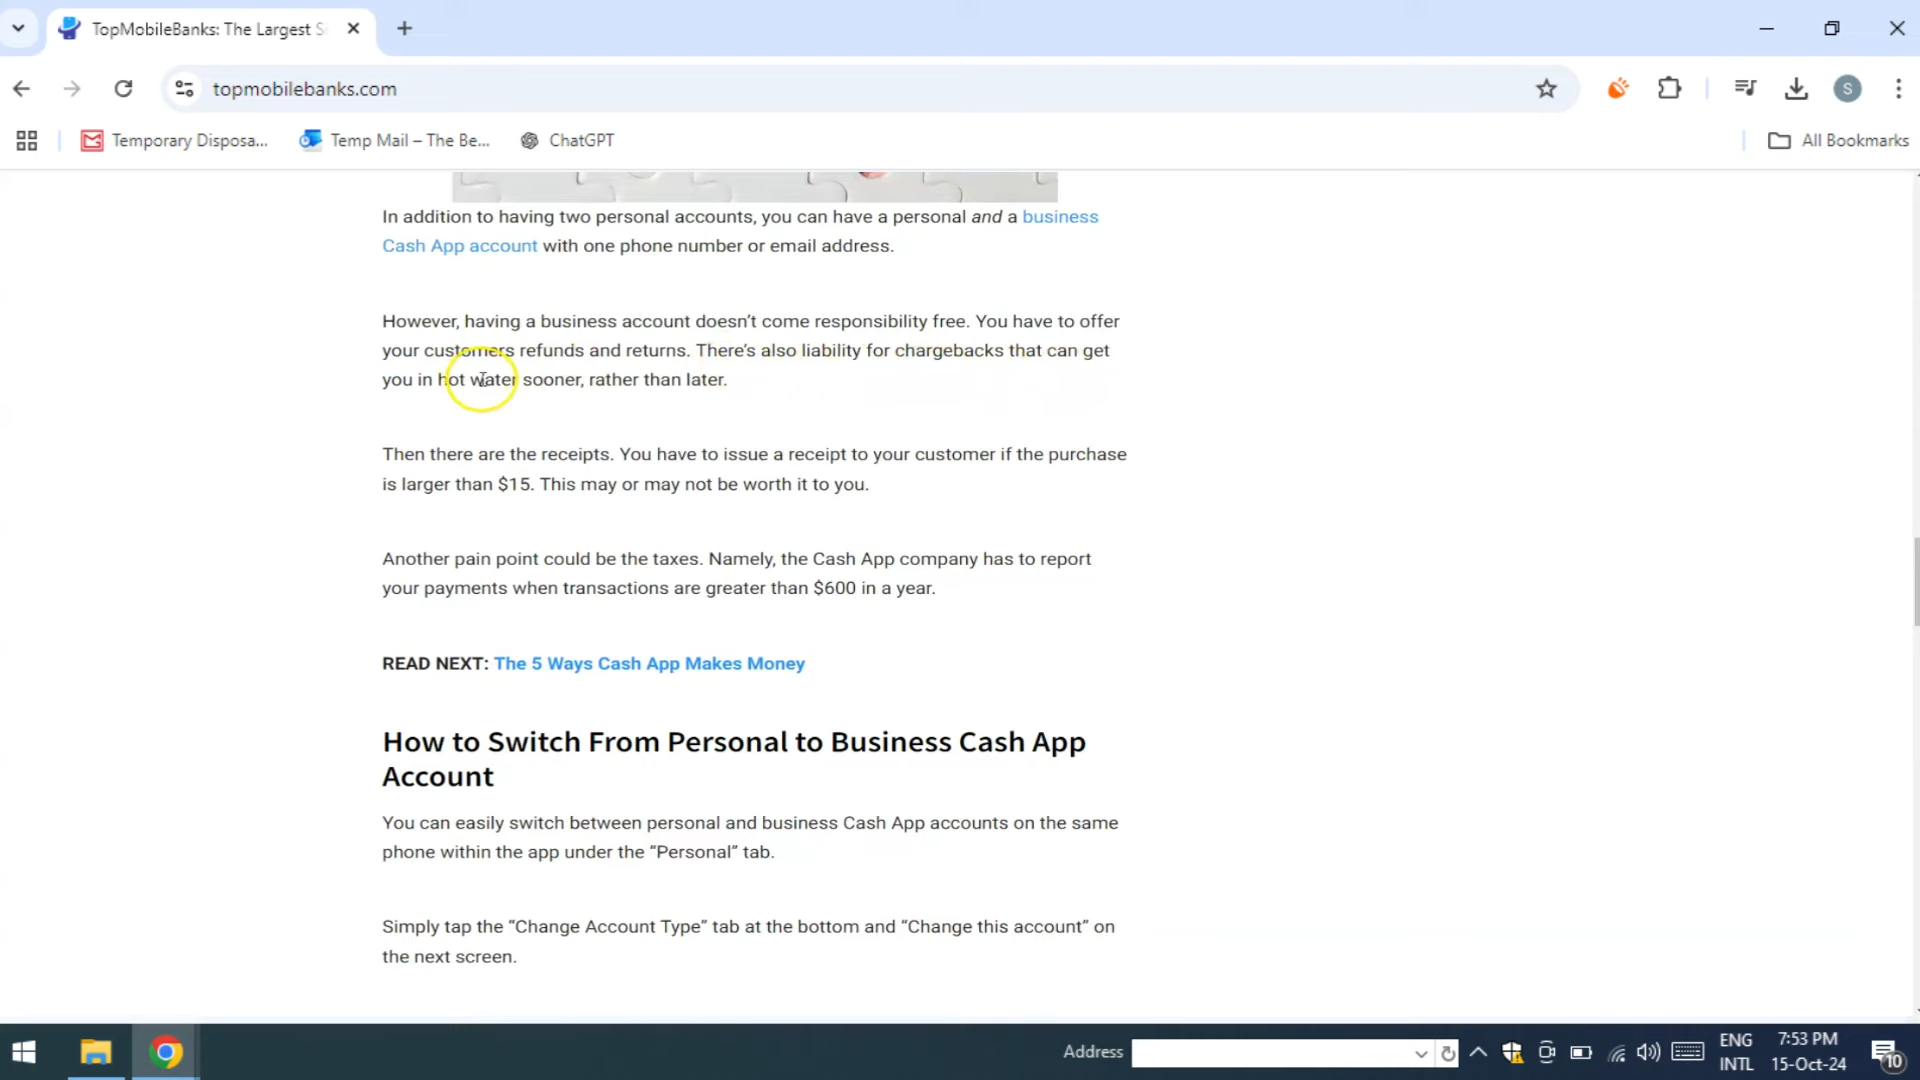 TopMobileBanks: The Largest S
topmobilebanks.com
S
Temporary Disposa...
Temp Mail – The Be...
ChatGPT
All Bookmarks
In addition to having two personal accounts, you can have a personal and a business
Cash App account with one phone number or email address.
However, having a business account doesn’t come responsibility free. You have to offer
your customers refunds and returns. There’s also liability for chargebacks that can get
you in hot water sooner, rather than later.
Then there are the receipts. You have to issue a receipt to your customer if the purchase
is larger than $15. This may or may not be worth it to you.
Another pain point could be the taxes. Namely, the Cash App company has to report
your payments when transactions are greater than $600 in a year.
READ NEXT: The 5 Ways Cash App Makes Money
How to Switch From Personal to Business Cash App
Account
You can easily switch between personal and business Cash App accounts on the same
phone within the app under the “Personal” tab.
Simply tap the “Change Account Type” tab at the bottom and “Change this account” on
the next screen.
Address
ENG
INTL
7:53 PM
15-Oct-24
10